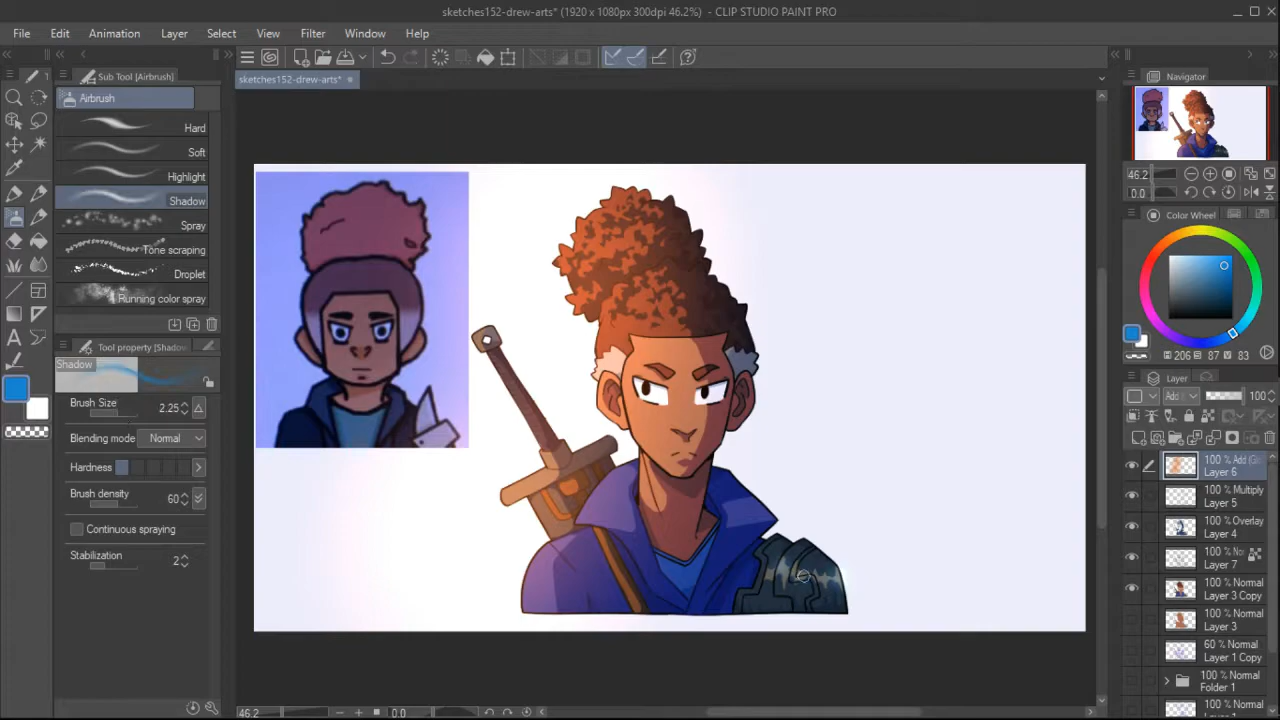 sketches152-drew-arts* (1920 x 1080px 300dpi 46.2%) - CLIP STUDIO PAINT PRO
File Edit Animation Layer Select View Filter Window Help
Sub Tool [Airbrush]
sketches152-drew-arts*
Navigator
Airbrush
Hard
Soft
Highlight
Shadow
Spray
Tone scraping
Droplet
Running color spray
Tool property [Shadow
Shadow
Brush Size 2.25
Blending mode Normal
Hardness
Brush density 60
Continuous spraying
Stabilization 2
46.2
0.0
Color Wheel
206 87 83
Layer
Add 100
100 % Add (Gl
Layer 6
100 % Multiply
Layer 5
100 % Overlay
Layer 4
100 % No
Layer 7
100 % Normal
Layer 3 Copy
100 % Normal
Layer 3
60 % Normal
Layer 1 Copy
100 % Normal
Folder 1
100 % Normal
46.2 0.0